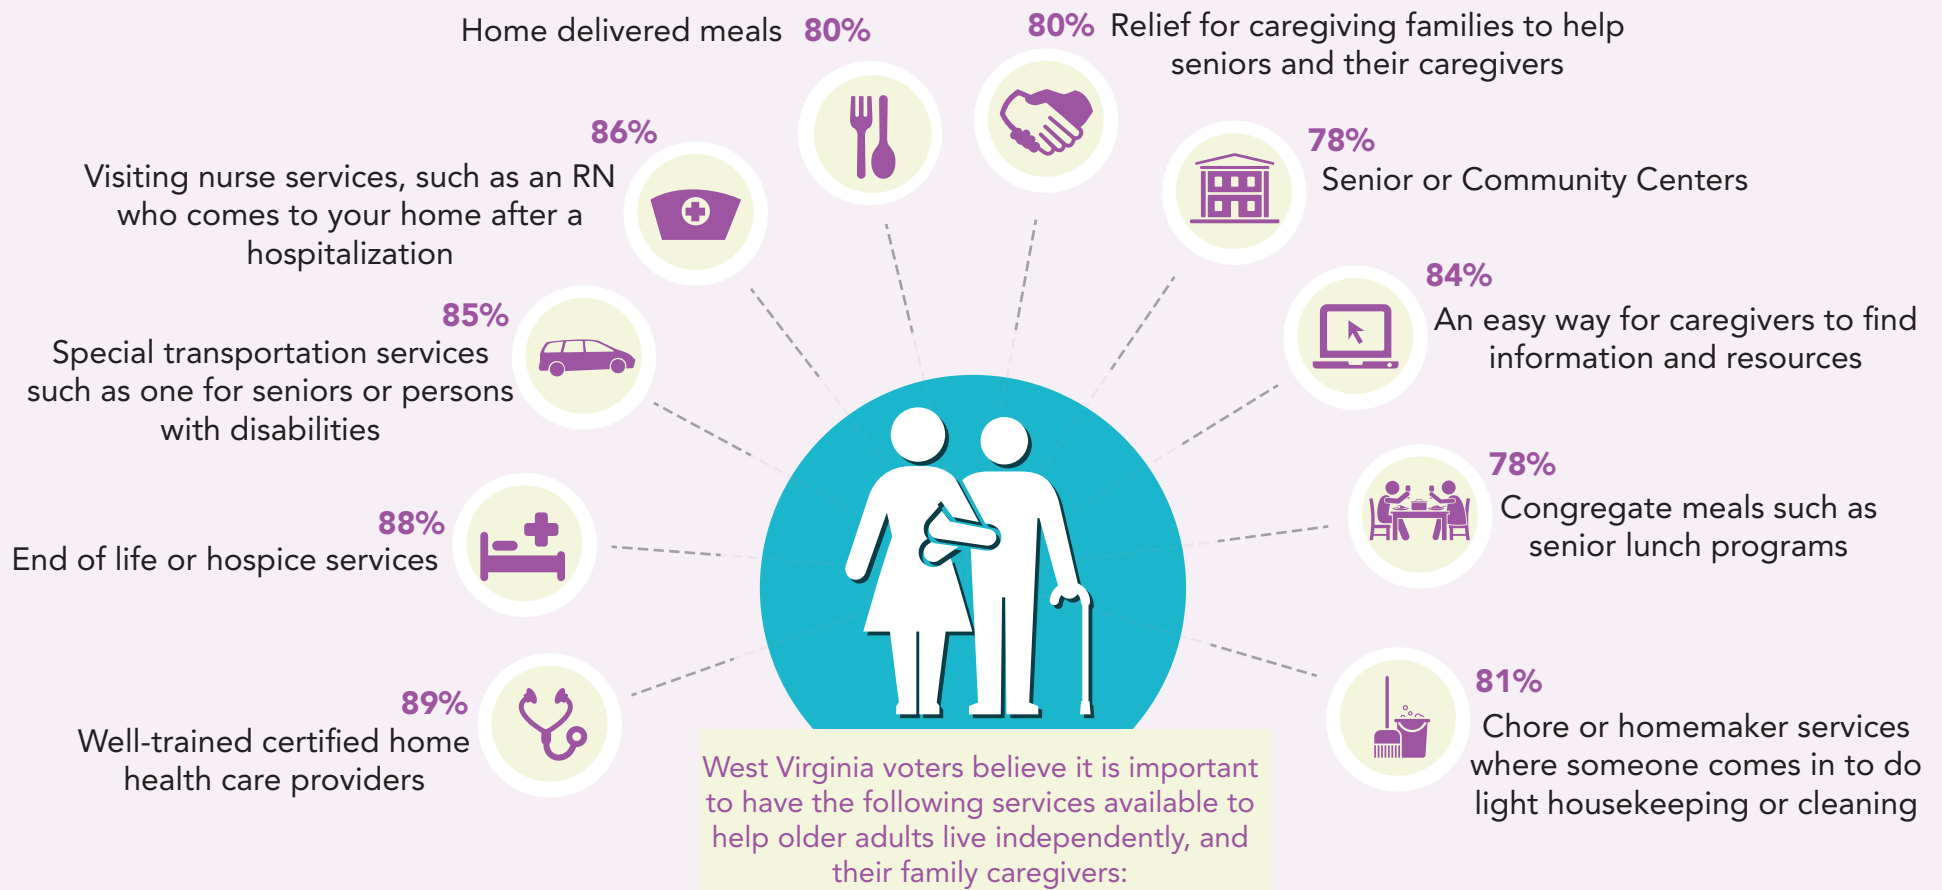 Home delivered meals 80%
80% Relief for caregiving families to help
seniors and their caregivers
86%
Visiting nurse services, such as an RN
who comes to your home after a
hospitalization
78%
Senior or Community Centers
85%
Special transportation services
such as one for seniors or persons
with disabilities
84%
An easy way for caregivers to find
information and resources
88%
End of life or hospice services
78%
Congregate meals such as
senior lunch programs
89%
Well-trained certified home
health care providers
81%
Chore or homemaker services
where someone comes in to do
light housekeeping or cleaning
West Virginia voters believe it is important
to have the following services available to
help older adults live independently, and
their family caregivers: